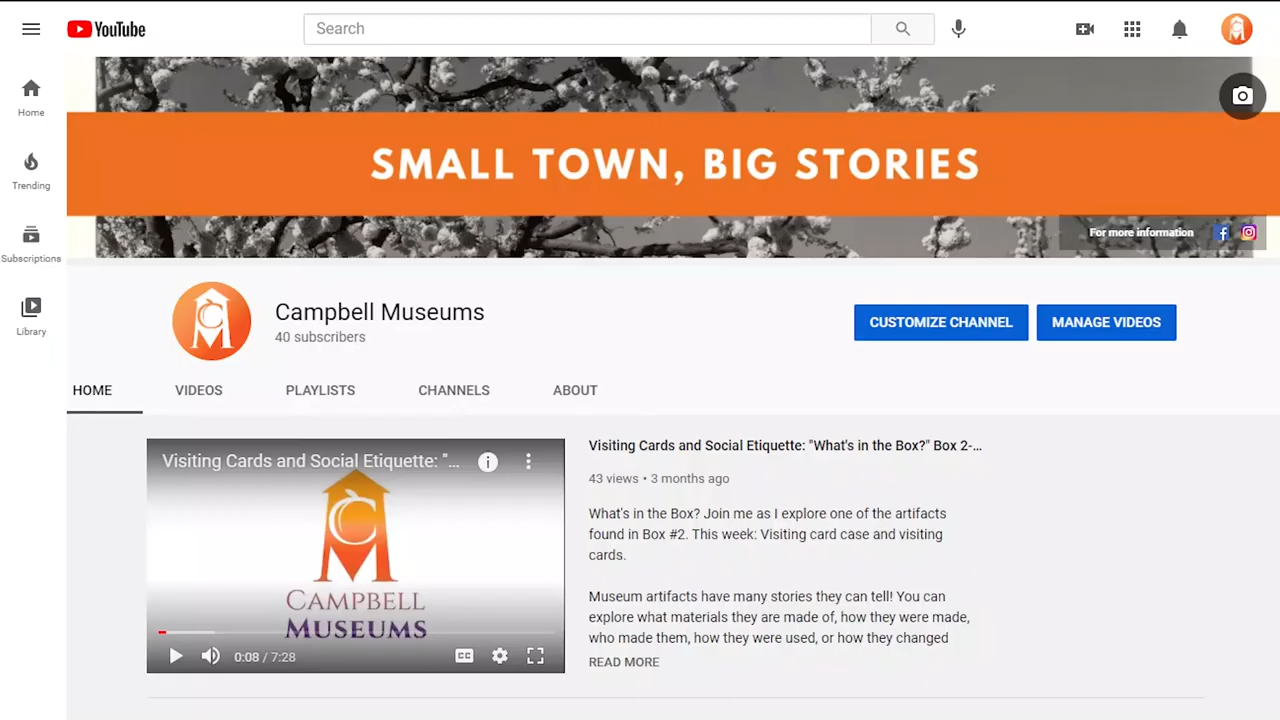 YouTube
Search
Home
Trending
Subscriptions
Library
SMALL TOWN, BIG STORIES
For more information
Campbell Museums
40 subscribers
CUSTOMIZE CHANNEL
MANAGE VIDEOS
HOME
VIDEOS
PLAYLISTS
CHANNELS
ABOUT
Visiting Cards and Social Etiquette: "...
CAMPBELL
MUSEUMS
0:08 / 7:28
CC
Visiting Cards and Social Etiquette: "What's in the Box?" Box 2-...
43 views • 3 months ago
What's in the Box? Join me as I explore one of the artifacts
found in Box #2. This week: Visiting card case and visiting
cards.
Museum artifacts have many stories they can tell! You can
explore what materials they are made of, how they were made,
who made them, how they were used, or how they changed
READ MORE